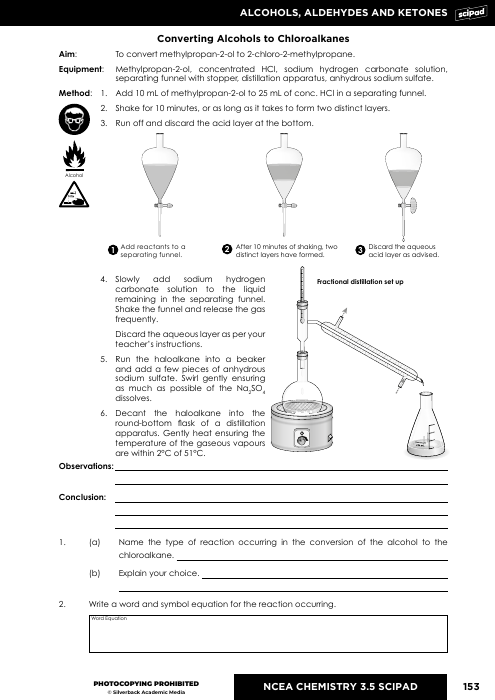 ALCOHOLS, ALDEHYDES AND KETONES scipad
Converting Alcohols to Chloroalkanes
Aim: To convert methylpropan-2-ol to 2-chloro-2-methylpropane.
Equipment: Methylpropan-2-ol, concentrated HCl, sodium hydrogen carbonate solution,
separating funnel with stopper, distillation apparatus, anhydrous sodium sulfate.
Method: 1. Add 10 mL of methylpropan-2-ol to 25 mL of conc. HCl in a separating funnel.
2. Shake for 10 minutes, or as long as it takes to form two distinct layers.
3. Run off and discard the acid layer at the bottom.
Alcohol
1 Add reactants to a
separating funnel.
2 After 10 minutes of shaking, two
distinct layers have formed.
3 Discard the aqueous
acid layer as advised.
4. Slowly add sodium hydrogen
carbonate solution to the liquid
remaining in the separating funnel.
Shake the funnel and release the gas
frequently.
Discard the aqueous layer as per your
teacher's instructions.
5. Run the haloalkane into a beaker
and add a few pieces of anhydrous
sodium sulfate. Swirl gently ensuring
as much as possible of the Na₂SO₄
dissolves.
6. Decant the haloalkane into the
round-bottom flask of a distillation
apparatus. Gently heat ensuring the
temperature of the gaseous vapours
are within 2°C of 51°C.
Fractional distillation set up
Observations:
Conclusion:
1. (a) Name the type of reaction occurring in the conversion of the alcohol to the
chloroalkane.
(b) Explain your choice.
2. Write a word and symbol equation for the reaction occurring.
Word Equation
PHOTOCOPYING PROHIBITED
© Silverback Academic Media
NCEA CHEMISTRY 3.5 SCIPAD
153